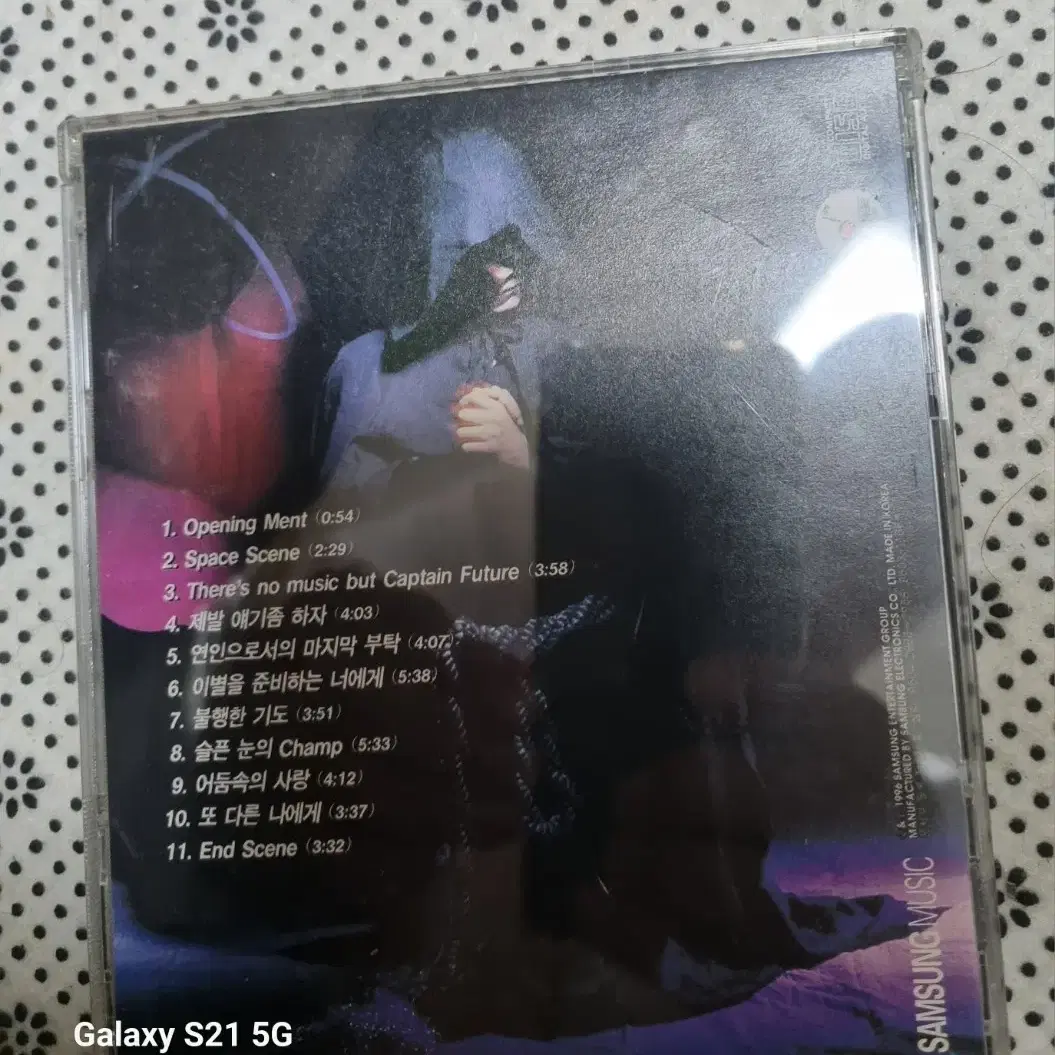 1. Opening Ment (0:54)
2. Space Scene (2:29)
3. There's no music but Captain Future (3:58)
4. 제발 얘기좀 하자 (4:03)
5. 연인으로서의 마지막 부탁 (4:07)
6. 이별을 준비하는 너에게 (5:38)
7. 불행한 기도 (3:51)
8. 슬픈 눈의 Champ (5:33)
9. 어둠속의 사랑 (4:12)
10. 또 다른 나에게 (3:37)
11. End Scene (3:32)
1996 SAMSUNG ENTERTAINMENT GROUP
MANUFACTURED BY SAMSUNG ELECTRONICS CO., LTD. MADE IN KOREA
SAMSUNG MUSIC
Galaxy S21 5G